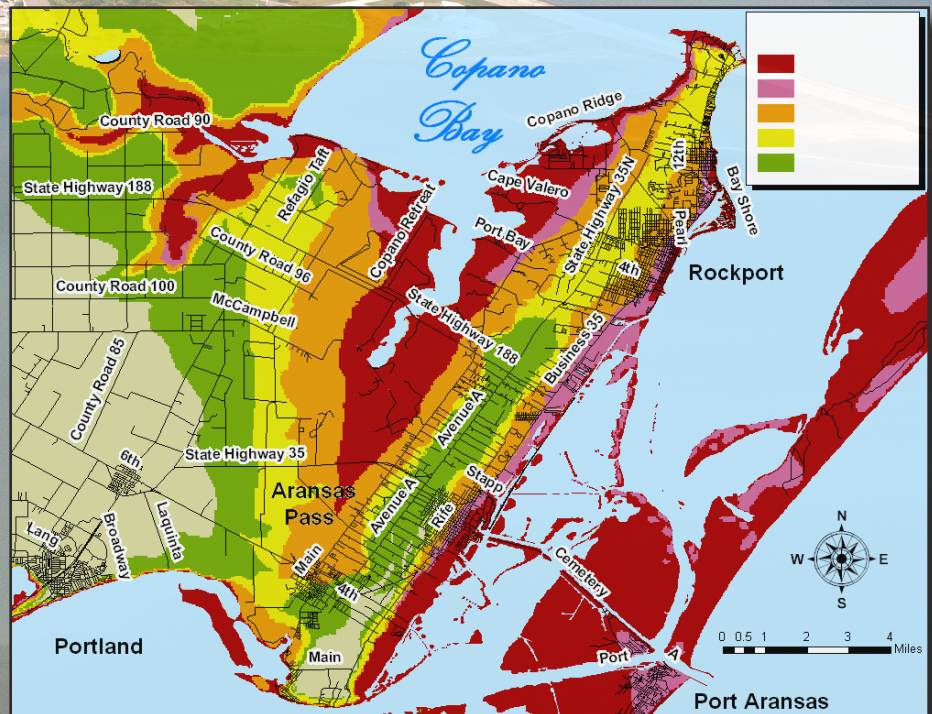 Copano
Bay
Copano Ridge
County Road 90
12th
Refagio Taft
State Highway 188
Cape Valero
Bay Shore
State Highway 35N
Copano Retreat
Port Bay
Pearl
County Road 96
4th
Rockport
County Road 100
McCampbell
State Highway 188
Business 35
County Road 85
Avenue A
State Highway 35
6th
Stapp
Aransas
Pass
Avenue A
Rife
Laquinta
Broadway
Lang
Main
Cemetery
N
W
E
S
4th
0 0.5 1 2 3 4
Miles
Portland
Main
Port
A
Port Aransas